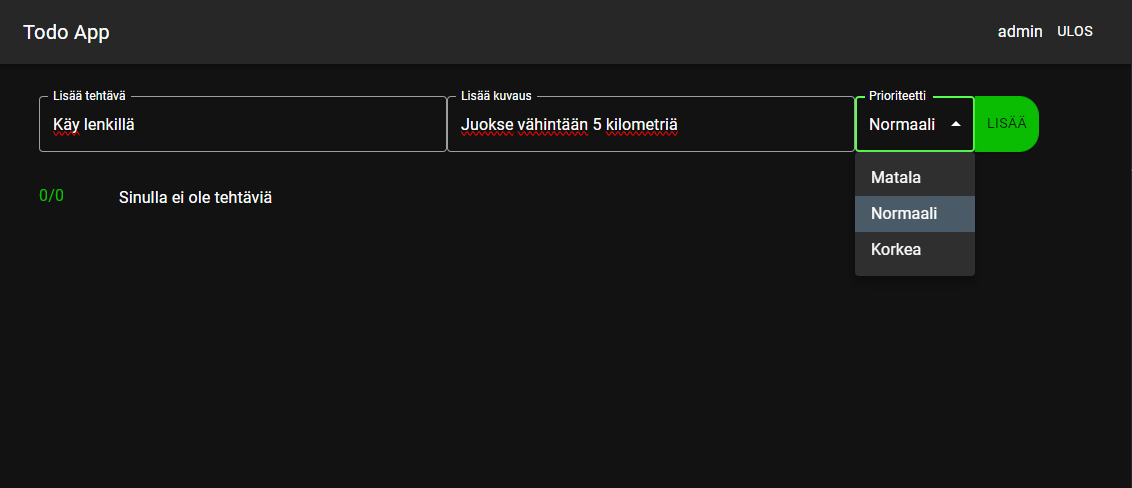 Todo App
admin ULOS
Lisää tehtävä Lisää kuvaus Prioriteetti
Käy lenkillä Juokse vähintään 5 kilometriä Normaali LISÄÄ
Matala
Normaali
Korkea
0/0 Sinulla ei ole tehtäviä